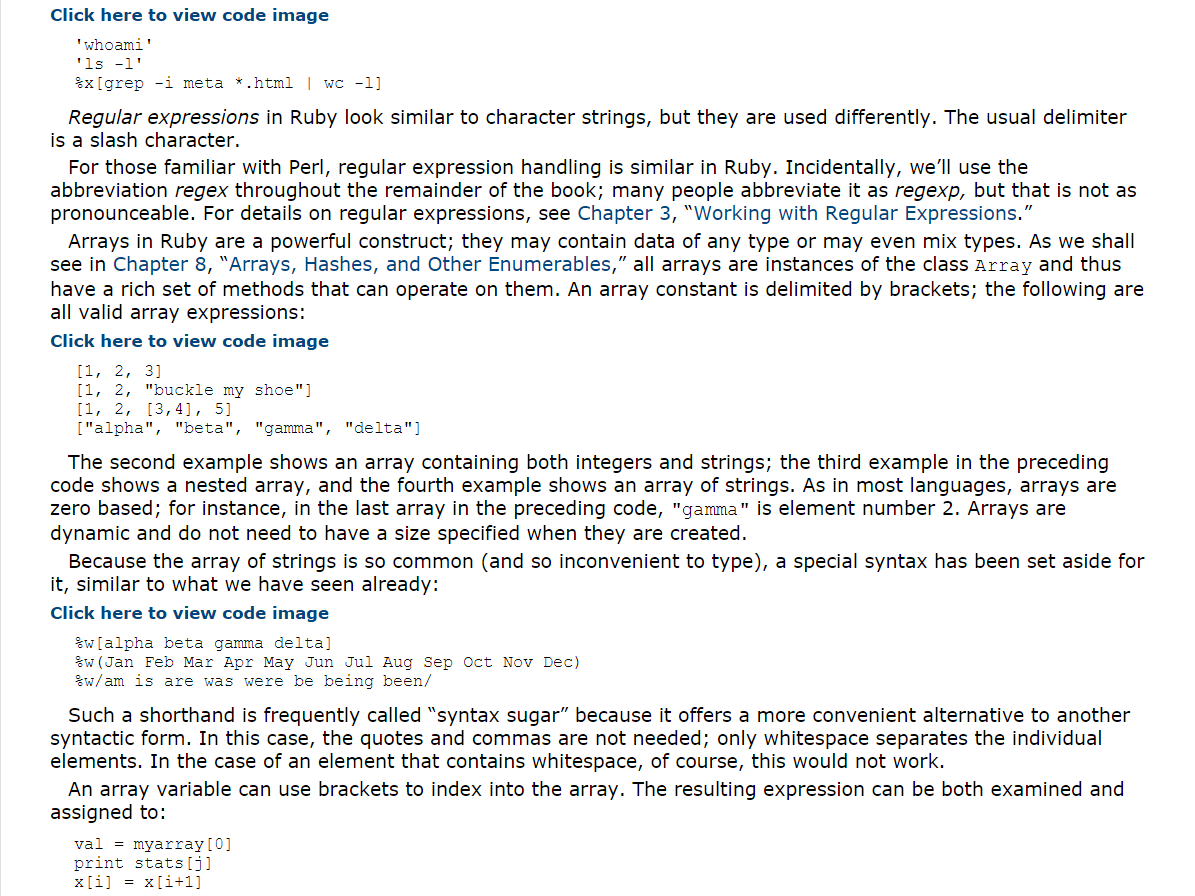 Click here to view code image
'whoami'
'ls -l'
%x[grep -i meta *.html | wc -l]
Regular expressions in Ruby look similar to character strings, but they are used differently. The usual delimiter
is a slash character.
For those familiar with Perl, regular expression handling is similar in Ruby. Incidentally, we’ll use the
abbreviation regex throughout the remainder of the book; many people abbreviate it as regexp, but that is not as
pronounceable. For details on regular expressions, see Chapter 3, “Working with Regular Expressions.”
Arrays in Ruby are a powerful construct; they may contain data of any type or may even mix types. As we shall
see in Chapter 8, “Arrays, Hashes, and Other Enumerables,” all arrays are instances of the class Array and thus
have a rich set of methods that can operate on them. An array constant is delimited by brackets; the following are
all valid array expressions:
Click here to view code image
[1, 2, 3]
[1, 2, "buckle my shoe"]
[1, 2, [3,4], 5]
["alpha", "beta", "gamma", "delta"]
The second example shows an array containing both integers and strings; the third example in the preceding
code shows a nested array, and the fourth example shows an array of strings. As in most languages, arrays are
zero based; for instance, in the last array in the preceding code, "gamma" is element number 2. Arrays are
dynamic and do not need to have a size specified when they are created.
Because the array of strings is so common (and so inconvenient to type), a special syntax has been set aside for
it, similar to what we have seen already:
Click here to view code image
%w[alpha beta gamma delta]
%w(Jan Feb Mar Apr May Jun Jul Aug Sep Oct Nov Dec)
%w/am is are was were be being been/
Such a shorthand is frequently called “syntax sugar” because it offers a more convenient alternative to another
syntactic form. In this case, the quotes and commas are not needed; only whitespace separates the individual
elements. In the case of an element that contains whitespace, of course, this would not work.
An array variable can use brackets to index into the array. The resulting expression can be both examined and
assigned to:
val = myarray[0]
print stats[j]
x[i] = x[i+1]